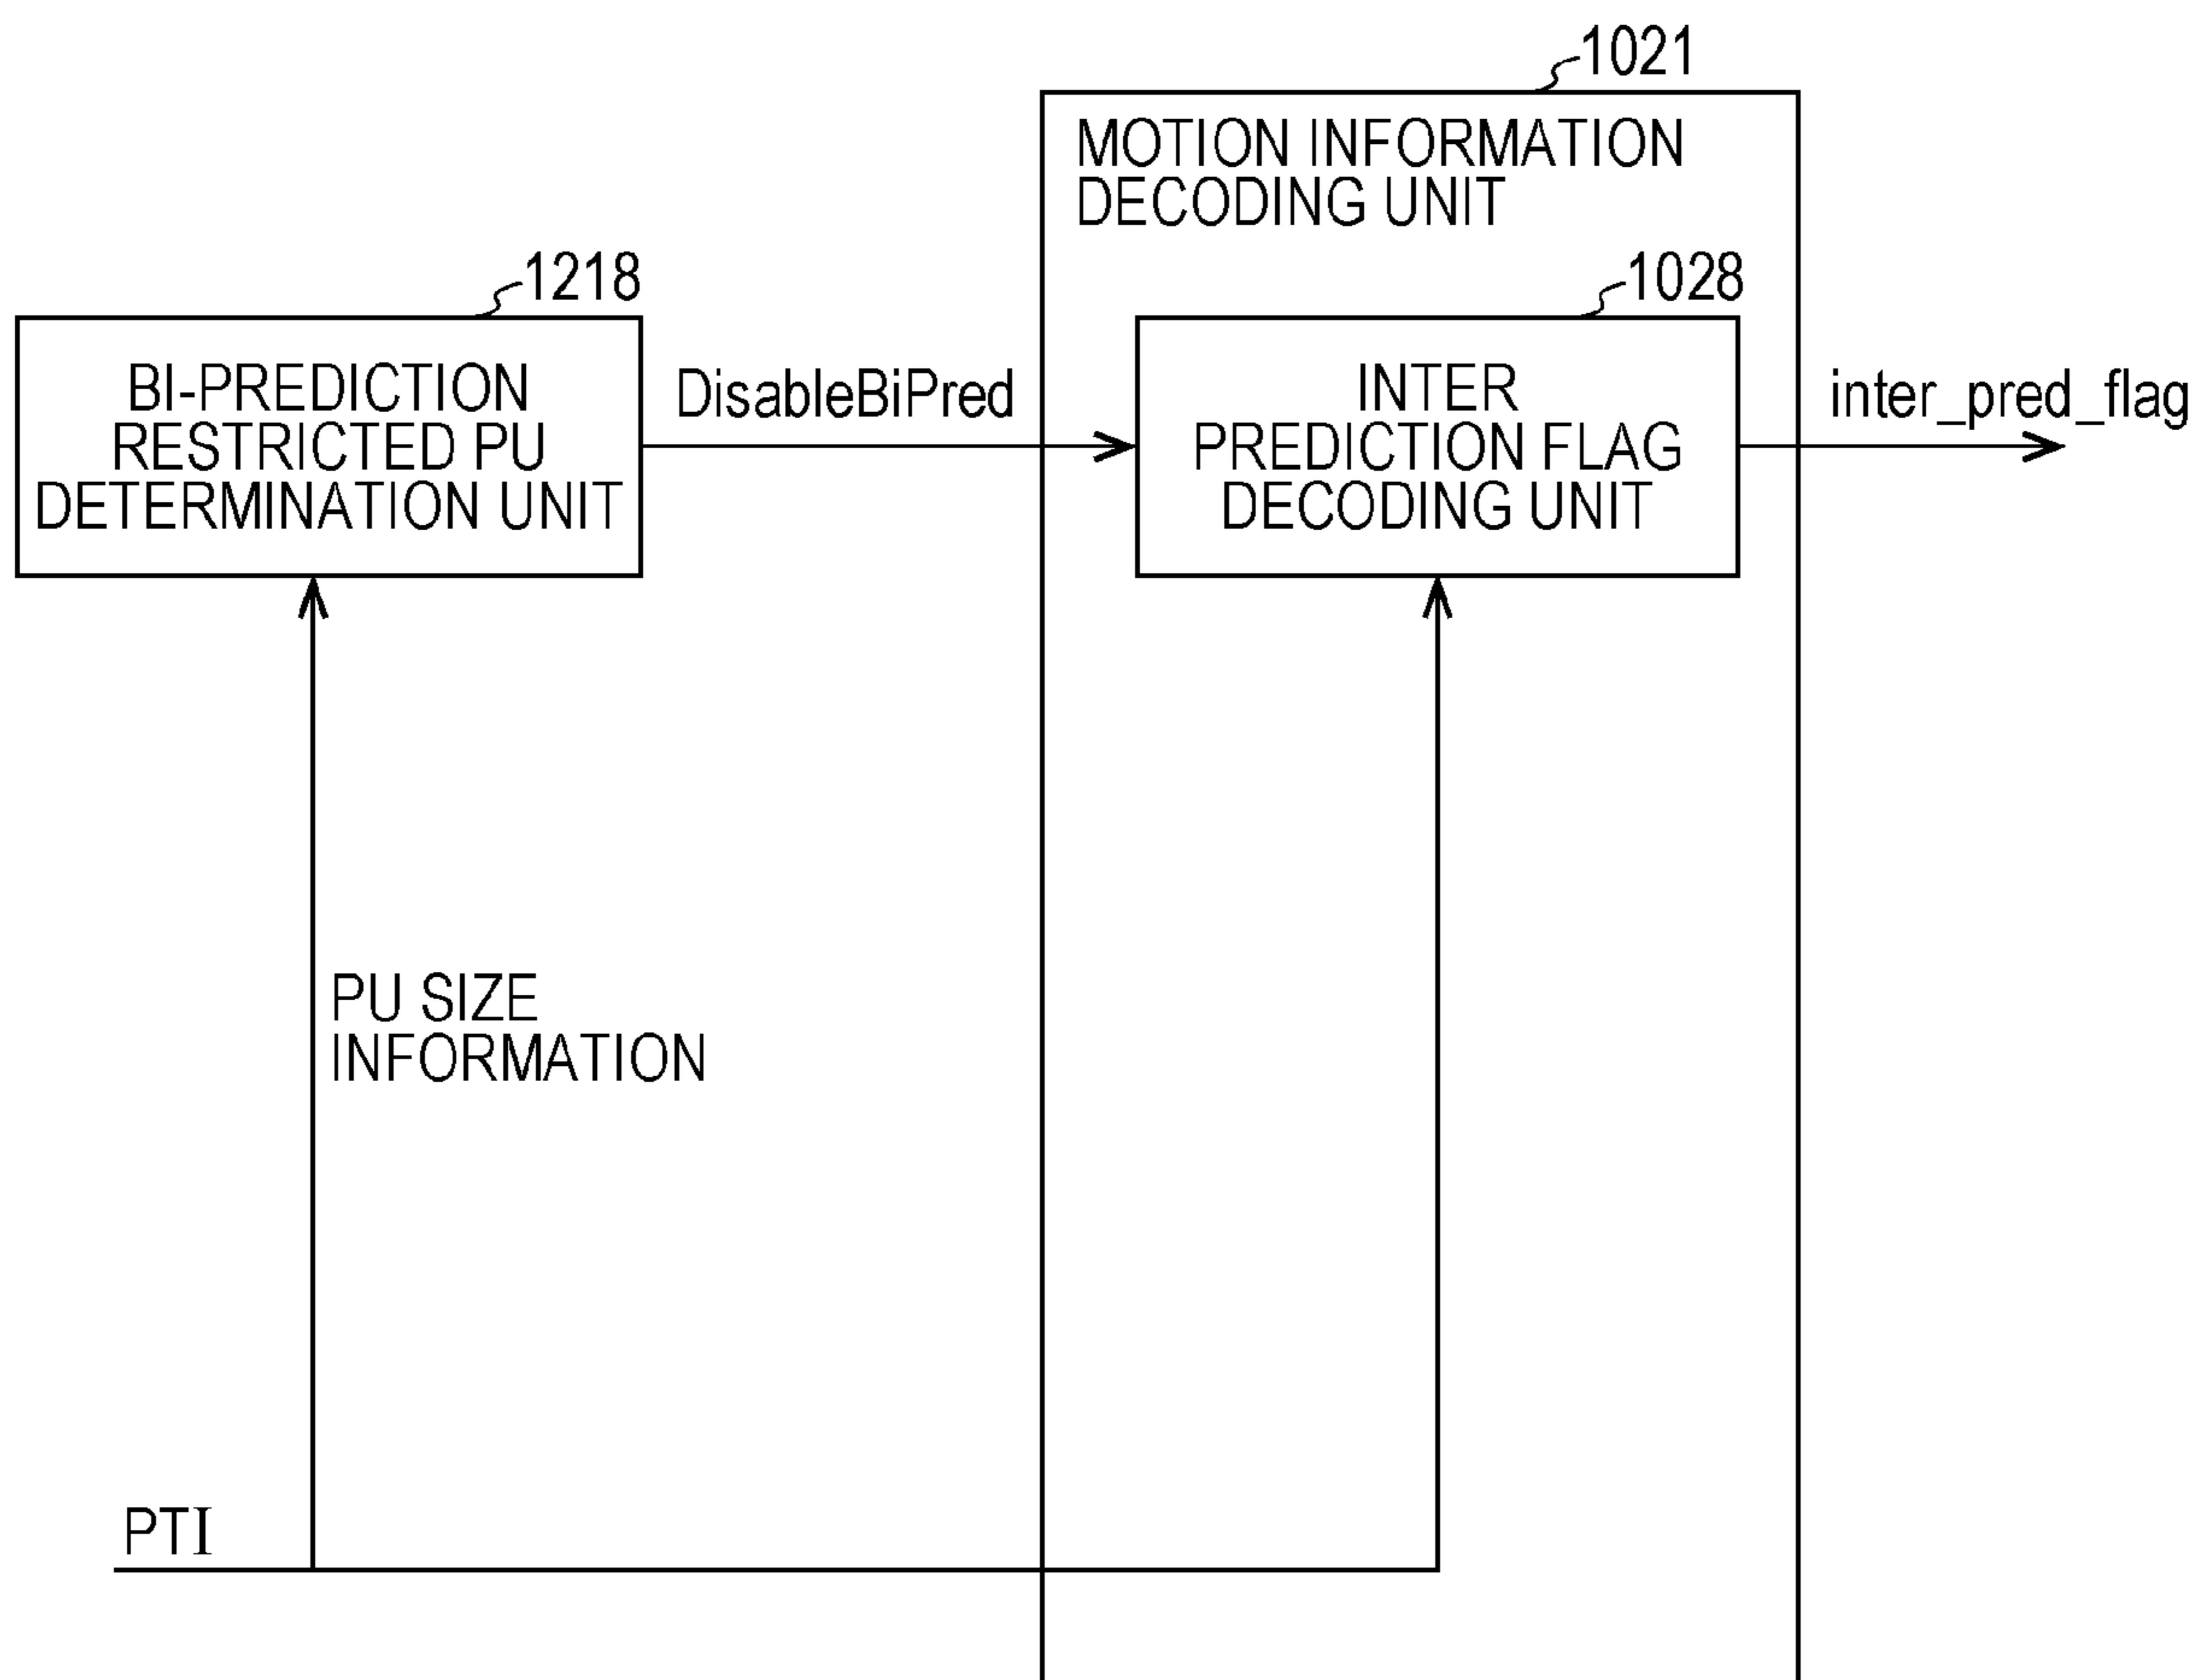 1021
MOTION INFORMATION
DECODING UNIT
1218
1028
BI-PREDICTION
RESTRICTED PU
DETERMINATION UNIT
DisableBiPred
INTER
PREDICTION FLAG
DECODING UNIT
inter_pred_flag
PU SIZE
INFORMATION
PTI